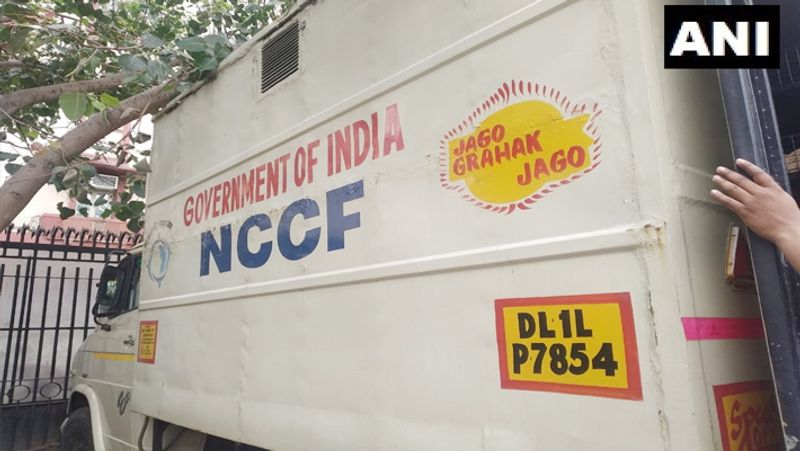 ANI
GOVERNMENT OF INDIA
NCCF
JAGO
GRAHAK
JAGO
DL1L
P7854